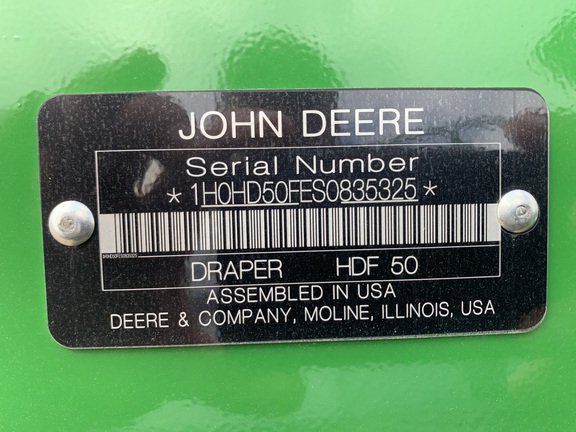 JOHN DEERE
Serial Number
*1H0HD50FES0835325*
DRAPER HDF 50
ASSEMBLED IN USA
DEERE & COMPANY, MOLINE, ILLINOIS, USA